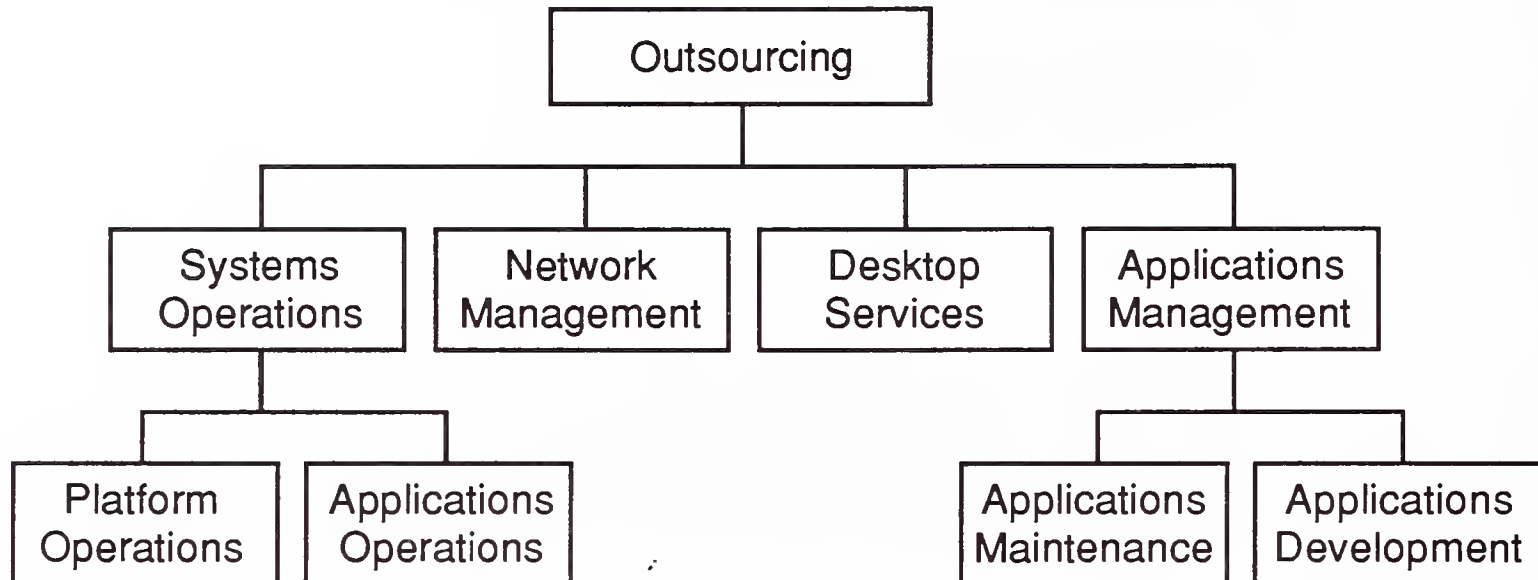 Outsourcing
Systems
Operations
Network
Management
Desktop
Services
Applications
Management
Platform
Operations
Applications
Operations
Applications
Maintenance
Applications
Development